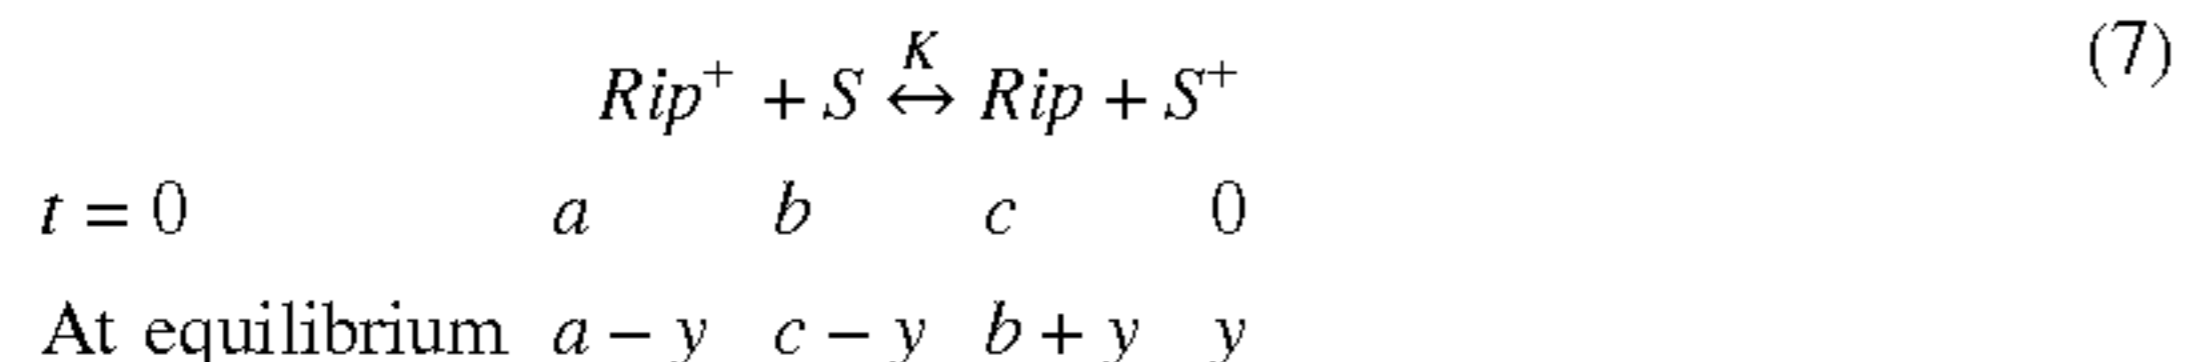 Rip⁺ + S ↔ᴷ Rip + S⁺ (7)
t = 0 a b c 0
At equilibrium a − y c − y b + y y